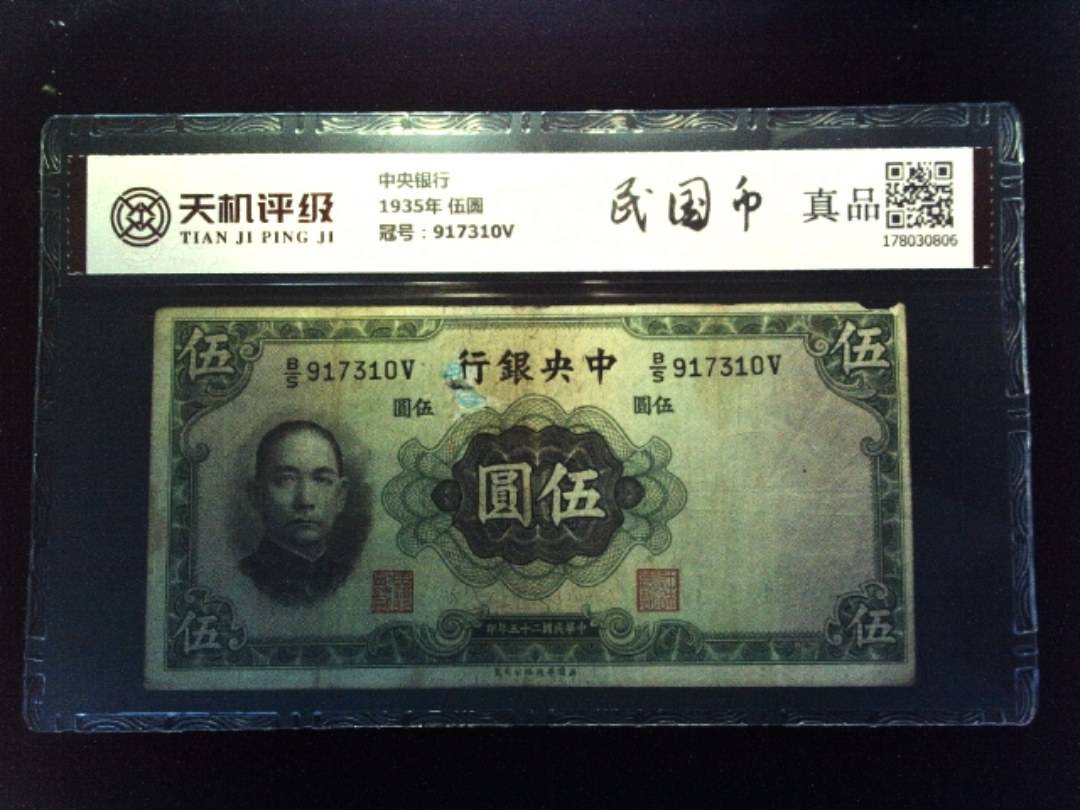 天机评级
TIAN JI PING JI
中央银行
1935年 伍圆
冠号：917310V
民国币
真品
178030806
伍
伍
B/S 917310V
中央銀行
B/S 917310V
伍圓
伍圓
伍圓
伍
伍
中華民國二十五年印